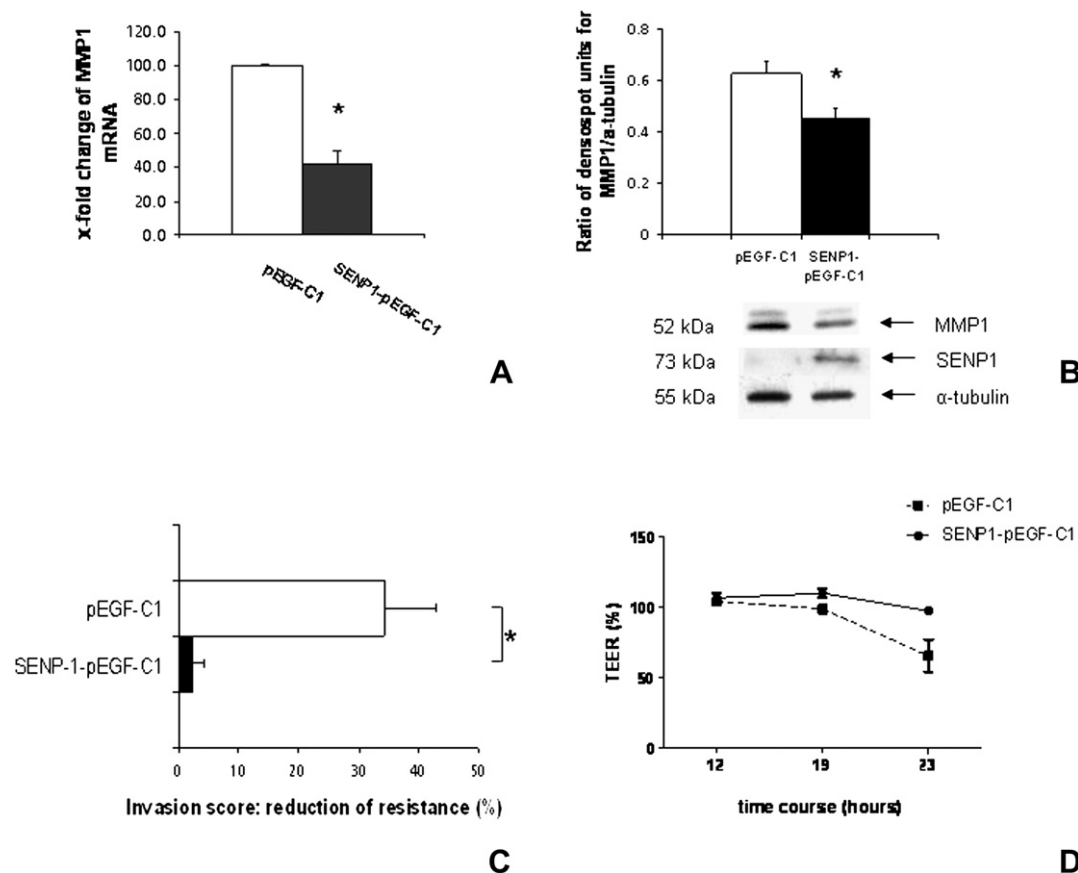 x-fold change of MMP1
mRNA
120.0
100.0
80.0
60.0
40.0
20.0
0.0
*
pEGF-C1
SENP1-pEGF-C1
A
Ratio of densospot units for
MMP1/a-tubulin
0.8
0.6
0.4
0.2
0
*
pEGF-C1
SENP1-
pEGF-C1
52 kDa
MMP1
73 kDa
SENP1
55 kDa
α-tubulin
B
pEGF-C1
SENP-1-pEGF-C1
*
0 10 20 30 40 50
Invasion score: reduction of resistance (%)
C
pEGF-C1
SENP1-pEGF-C1
TEER (%)
150
100
50
0
12 19 23
time course (hours)
D